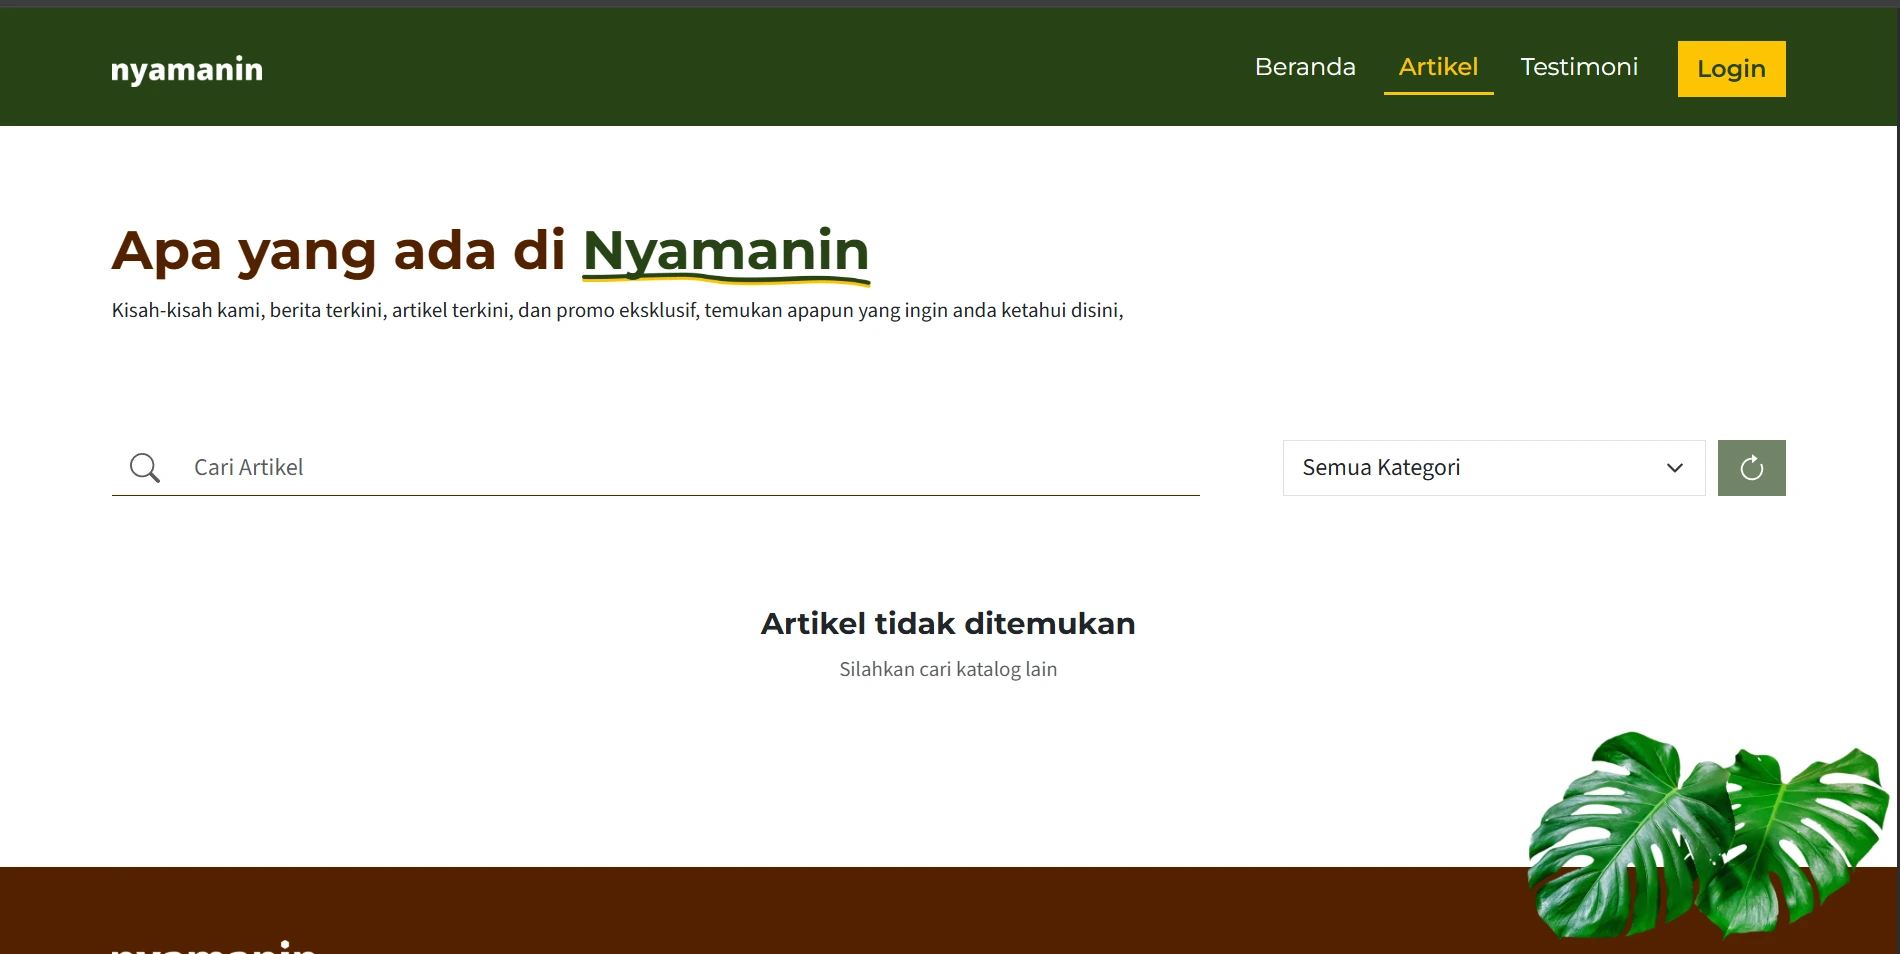 nyamanin
Beranda Artikel Testimoni Login
Apa yang ada di Nyamanin
Kisah-kisah kami, berita terkini, artikel terkini, dan promo eksklusif, temukan apapun yang ingin anda ketahui disini,
Cari Artikel
Semua Kategori
Artikel tidak ditemukan
Silahkan cari katalog lain
nyamanin